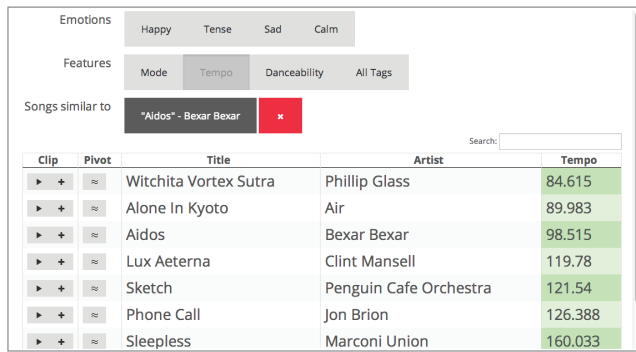 Emotions Happy Tense Sad Calm
Features Mode Tempo Danceability All Tags
Songs similar to "Aidos" - Bexar Bexar ×
Search:
Clip Pivot Title Artist Tempo
▶ + ≈ Witchita Vortex Sutra Phillip Glass 84.615
▶ + ≈ Alone In Kyoto Air 89.983
▶ + ≈ Aidos Bexar Bexar 98.515
▶ + ≈ Lux Aeterna Clint Mansell 119.78
▶ + ≈ Sketch Penguin Cafe Orchestra 121.54
▶ + ≈ Phone Call Jon Brion 126.388
▶ + ≈ Sleepless Marconi Union 160.033